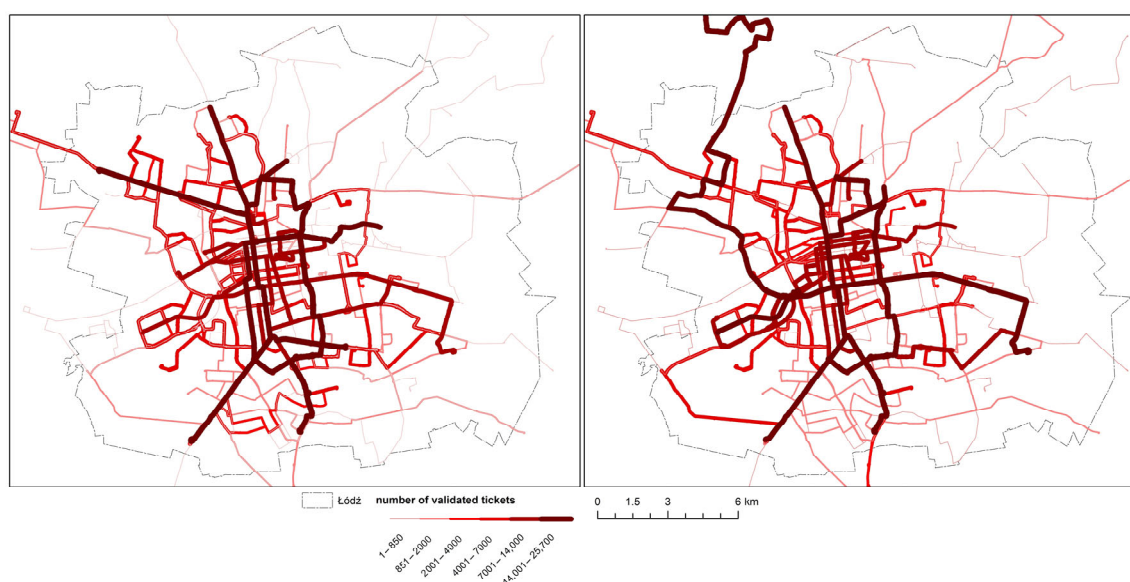 Łódź
number of validated tickets
0 1.5 3 6 km
1–850
851–2000
2001–4000
4001–7000
7001–14,000
14,001–25,700